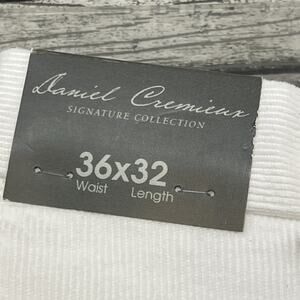 Daniel Cremieux
SIGNATURE COLLECTION
36x32
Waist Length